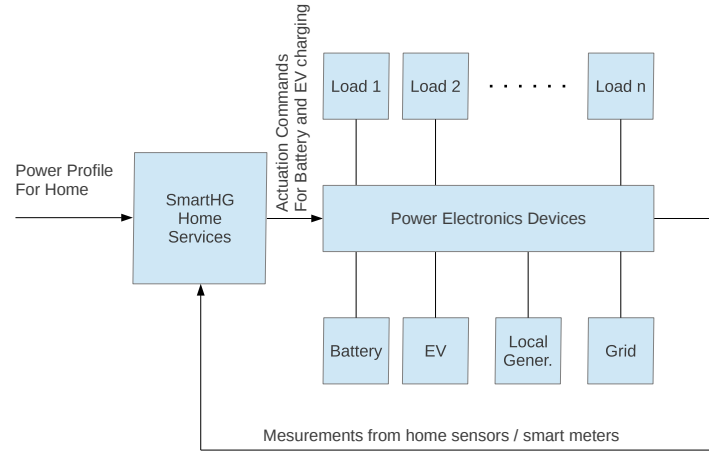 Power Profile
For Home
SmartHG
Home
Services
Actuation Commands
For Battery and EV charging
Load 1
Load 2
. . . . . .
Load n
Power Electronics Devices
Battery
EV
Local
Gener.
Grid
Mesurements from home sensors / smart meters